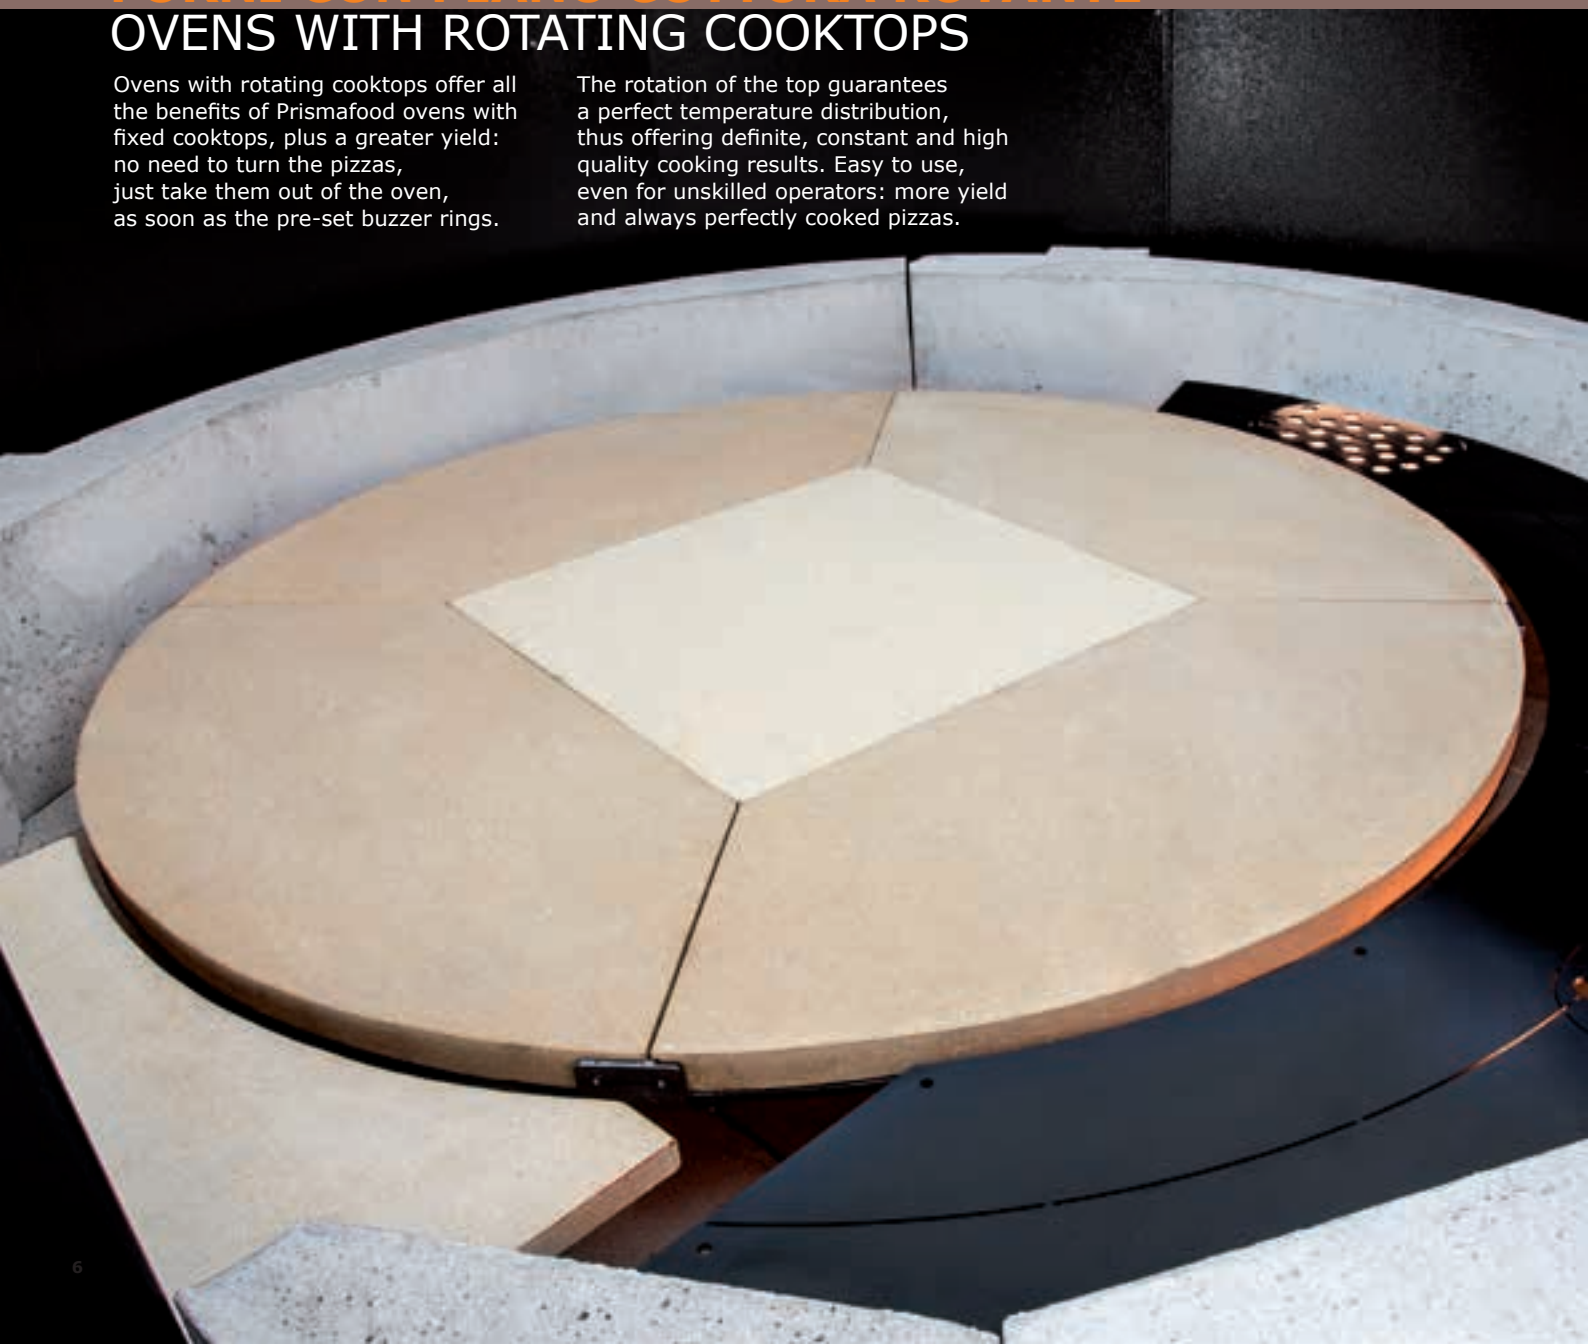 OVENS WITH ROTATING COOKTOPS
Ovens with rotating cooktops offer all
the benefits of Prismafood ovens with
fixed cooktops, plus a greater yield:
no need to turn the pizzas,
just take them out of the oven,
as soon as the pre-set buzzer rings.
The rotation of the top guarantees
a perfect temperature distribution,
thus offering definite, constant and high
quality cooking results. Easy to use,
even for unskilled operators: more yield
and always perfectly cooked pizzas.
6